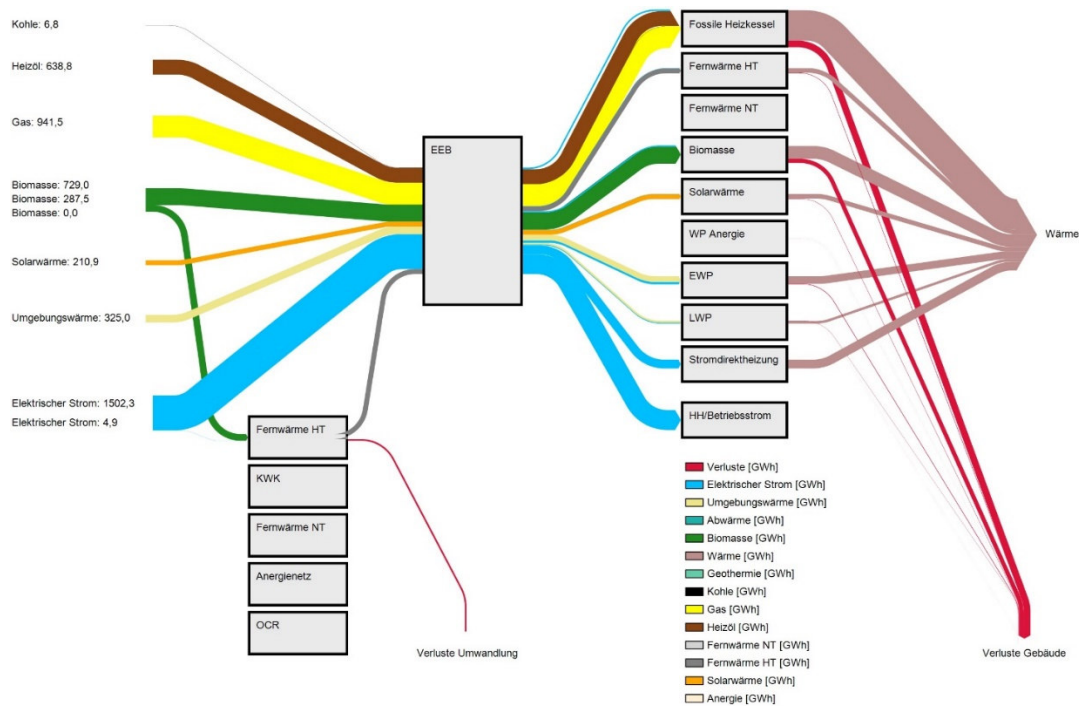 Kohle: 6,8
Heizöl: 638,8
Gas: 941,5
Biomasse: 729,0
Biomasse: 287,5
Biomasse: 0,0
Solarwärme: 210,9
Umgebungswärme: 325,0
Elektrischer Strom: 1502,3
Elektrischer Strom: 4,9
Fernwärme HT
KWK
Fernwärme NT
Anergienetz
OCR
Verluste Umwandlung
EEB
Fossile Heizkessel
Fernwärme HT
Fernwärme NT
Biomasse
Solarwärme
WP Anergie
EWP
LWP
Stromdirektheizung
HH/Betriebsstrom
Verluste [GWh]
Elektrischer Strom [GWh]
Umgebungswärme [GWh]
Abwärme [GWh]
Biomasse [GWh]
Wärme [GWh]
Geothermie [GWh]
Kohle [GWh]
Gas [GWh]
Heizöl [GWh]
Fernwärme NT [GWh]
Fernwärme HT [GWh]
Solarwärme [GWh]
Anergie [GWh]
Wärme
Verluste Gebäude